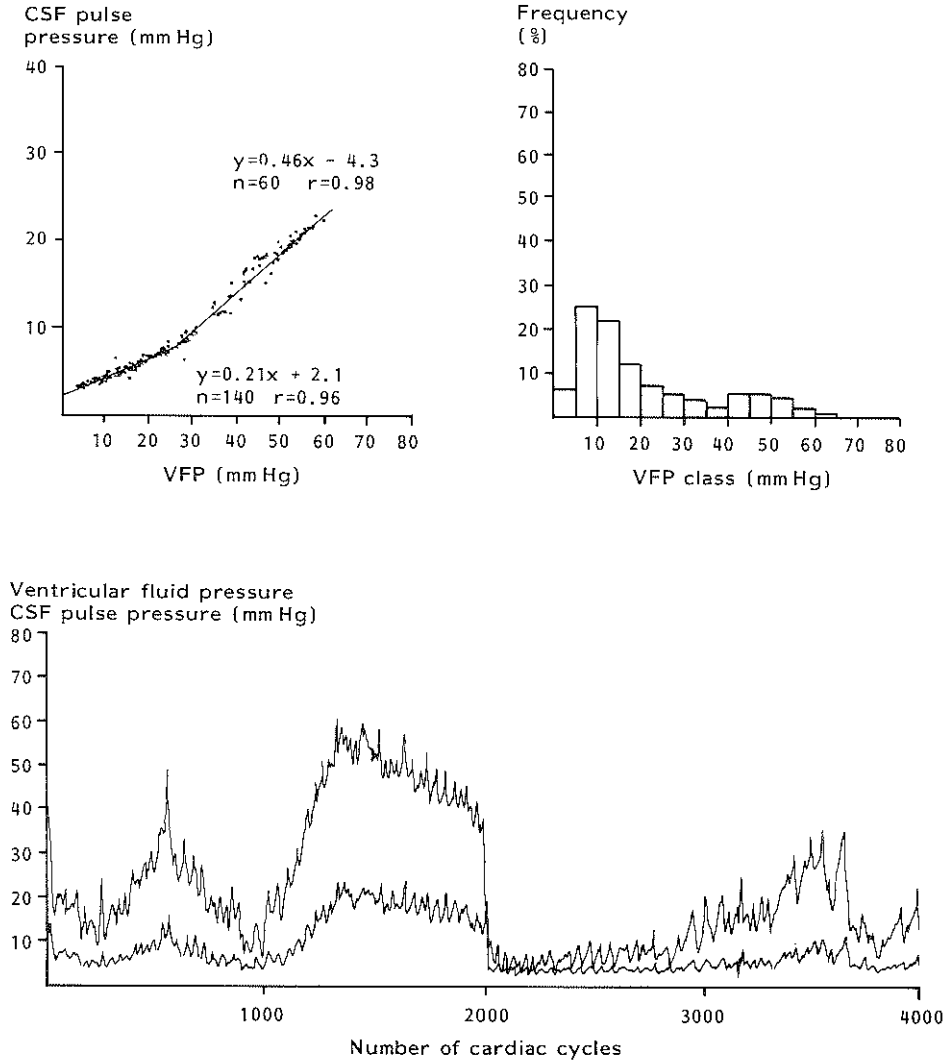 CSF pulse
pressure (mm Hg)
40
30
20
10
y=0.46x - 4.3
n=60 r=0.98
y=0.21x + 2.1
n=140 r=0.96
10 20 30 40 50 60 70 80
VFP (mm Hg)
Frequency
(%)
80
70
60
50
40
30
20
10
10 20 30 40 50 60 70 80
VFP class (mm Hg)
Ventricular fluid pressure
CSF pulse pressure (mm Hg)
80
70
60
50
40
30
20
10
1000 2000 3000 4000
Number of cardiac cycles